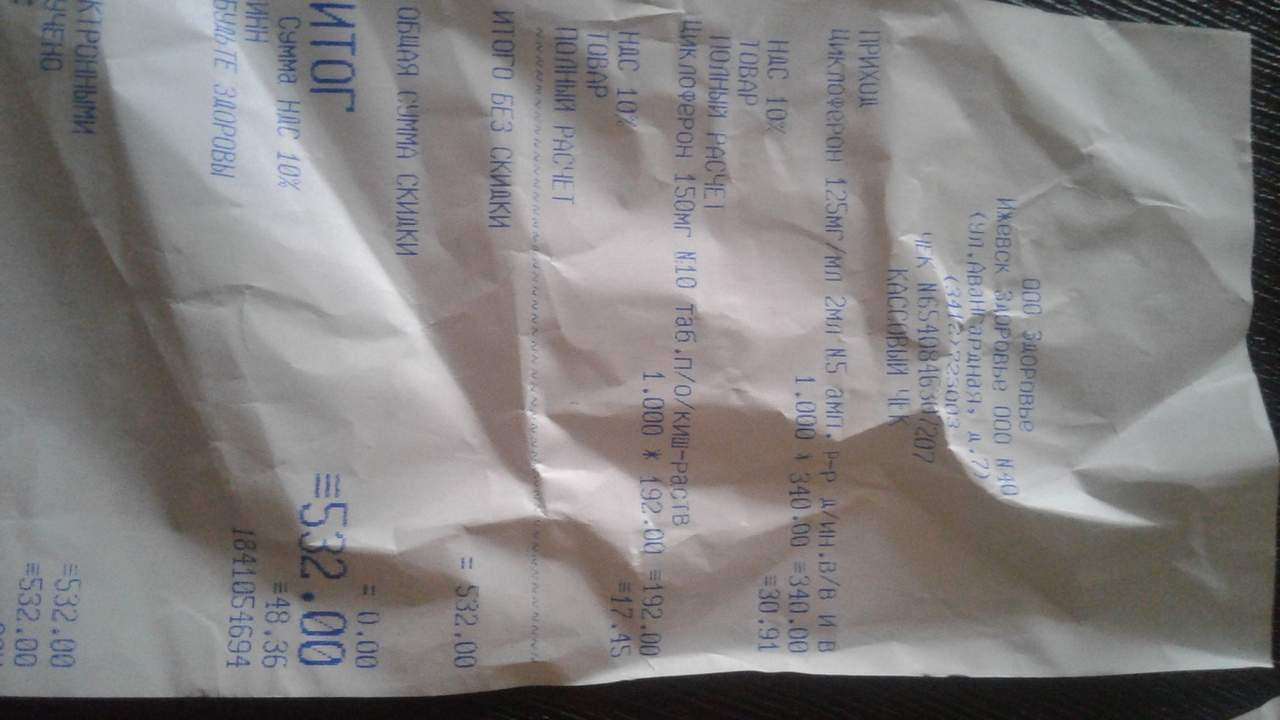 ООО Здоровье
Ижевск Здоровье ООО N40
(ул.Авангардная, д.7)
(3412)223003
ЧЕК /207
КАССОВЫЙ ЧЕК
ПРИХОД
ЦИКЛОФЕРОН 125МГ/МЛ 2МЛ N5 амп. р-р д/ин.в/в и в
1.000 * 340.00 ≡340.00
НДС 10% ≡30.91
ТОВАР
ПОЛНЫЙ РАСЧЕТ
ЦИКЛОФЕРОН 150МГ N10 таб.п/о/киш-раств
1.000 * 192.00 ≡192.00
НДС 10% ≡17.45
ТОВАР
ПОЛНЫЙ РАСЧЕТ
ИТОГО БЕЗ СКИДКИ = 532.00
ОБЩАЯ СУММА СКИДКИ = 0.00
ИТОГ ≡532.00
Сумма НДС 10% ≡48.36
ИНН 1841054694
БУДЬТЕ ЗДОРОВЫ
КТРОННЫМИ ≡532.00
УЧЕНО ≡532.00